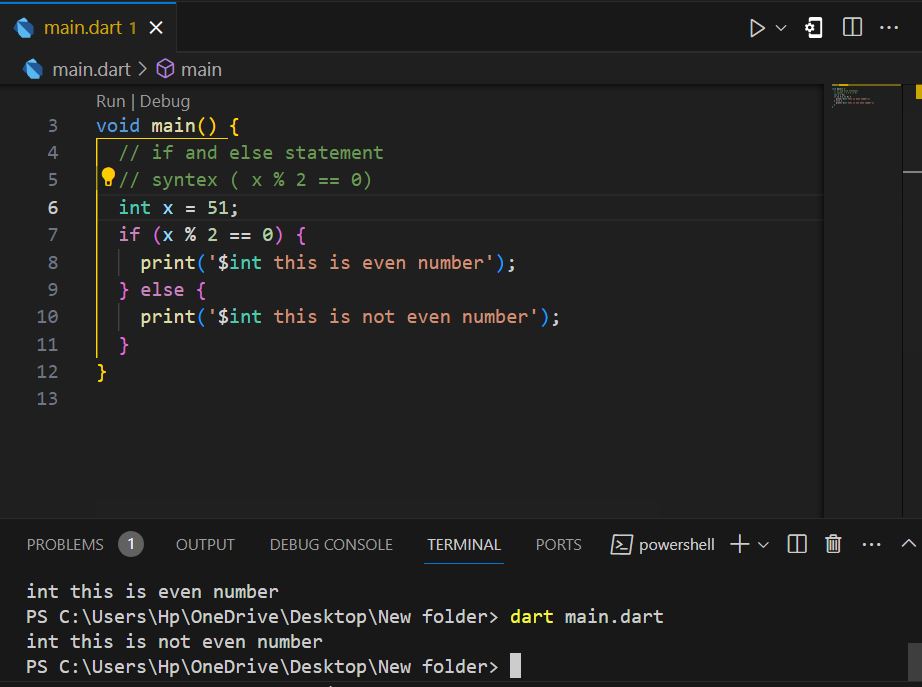 main.dart 1
main.dart > main
Run | Debug
3 void main() {
4 // if and else statement
5 // syntex ( x % 2 == 0)
6 int x = 51;
7 if (x % 2 == 0) {
8 print('$int this is even number');
9 } else {
10 print('$int this is not even number');
11 }
12 }
13
PROBLEMS 1 OUTPUT DEBUG CONSOLE TERMINAL PORTS powershell
int this is even number
PS C:\Users\Hp\OneDrive\Desktop\New folder> dart main.dart
int this is not even number
PS C:\Users\Hp\OneDrive\Desktop\New folder>